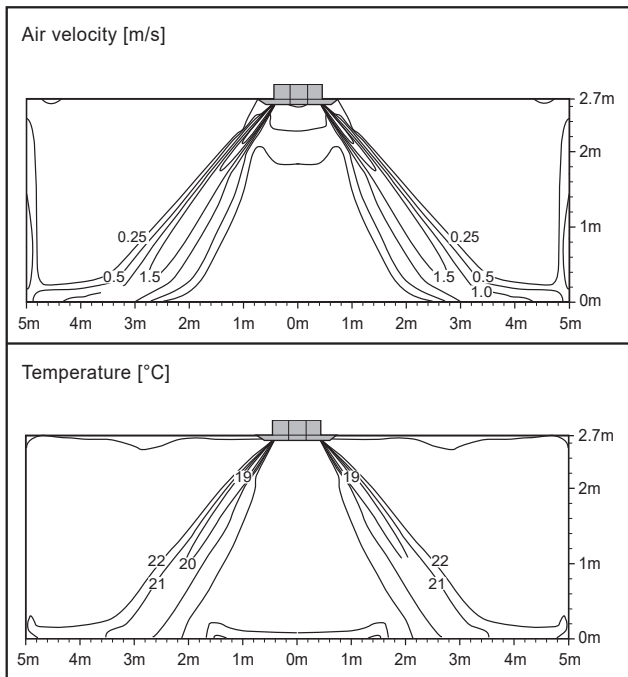 Air velocity [m/s]
2.7m
2m
0.25 0.25
1m
0.5 1.5 1.5 0.5
1.0
0m
5m 4m 3m 2m 1m 0m 1m 2m 3m 4m 5m
Temperature [°C]
2.7m
19 19
2m
22 20 22
1m
21 21
0m
5m 4m 3m 2m 1m 0m 1m 2m 3m 4m 5m